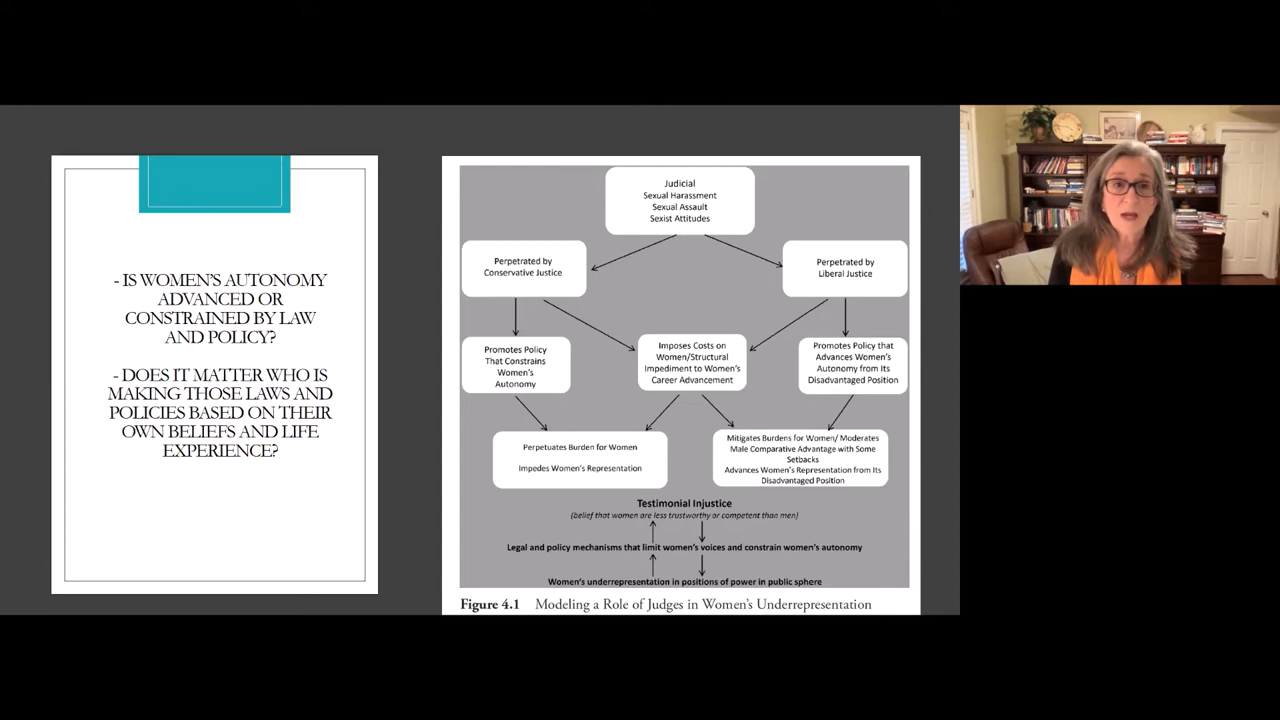 - IS WOMEN'S AUTONOMY
ADVANCED OR
CONSTRAINED BY LAW
AND POLICY?
- DOES IT MATTER WHO IS
MAKING THOSE LAWS AND
POLICIES BASED ON THEIR
OWN BELIEFS AND LIFE
EXPERIENCE?
Judicial
Sexual Harassment
Sexual Assault
Sexist Attitudes
Perpetrated by
Conservative Justice
Perpetrated by
Liberal Justice
Promotes Policy
That Constrains
Women's
Autonomy
Imposes Costs on
Women/Structural
Impediment to Women's
Career Advancement
Promotes Policy that
Advances Women's
Autonomy from Its
Disadvantaged Position
Perpetuates Burden for Women
Impedes Women's Representation
Mitigates Burdens for Women/ Moderates
Male Comparative Advantage with Some
Setbacks
Advances Women's Representation from Its
Disadvantaged Position
Testimonial Injustice
(belief that women are less trustworthy or competent than men)
Legal and policy mechanisms that limit women's voices and constrain women's autonomy
Women's underrepresentation in positions of power in public sphere
Figure 4.1 Modeling a Role of Judges in Women's Underrepresentation